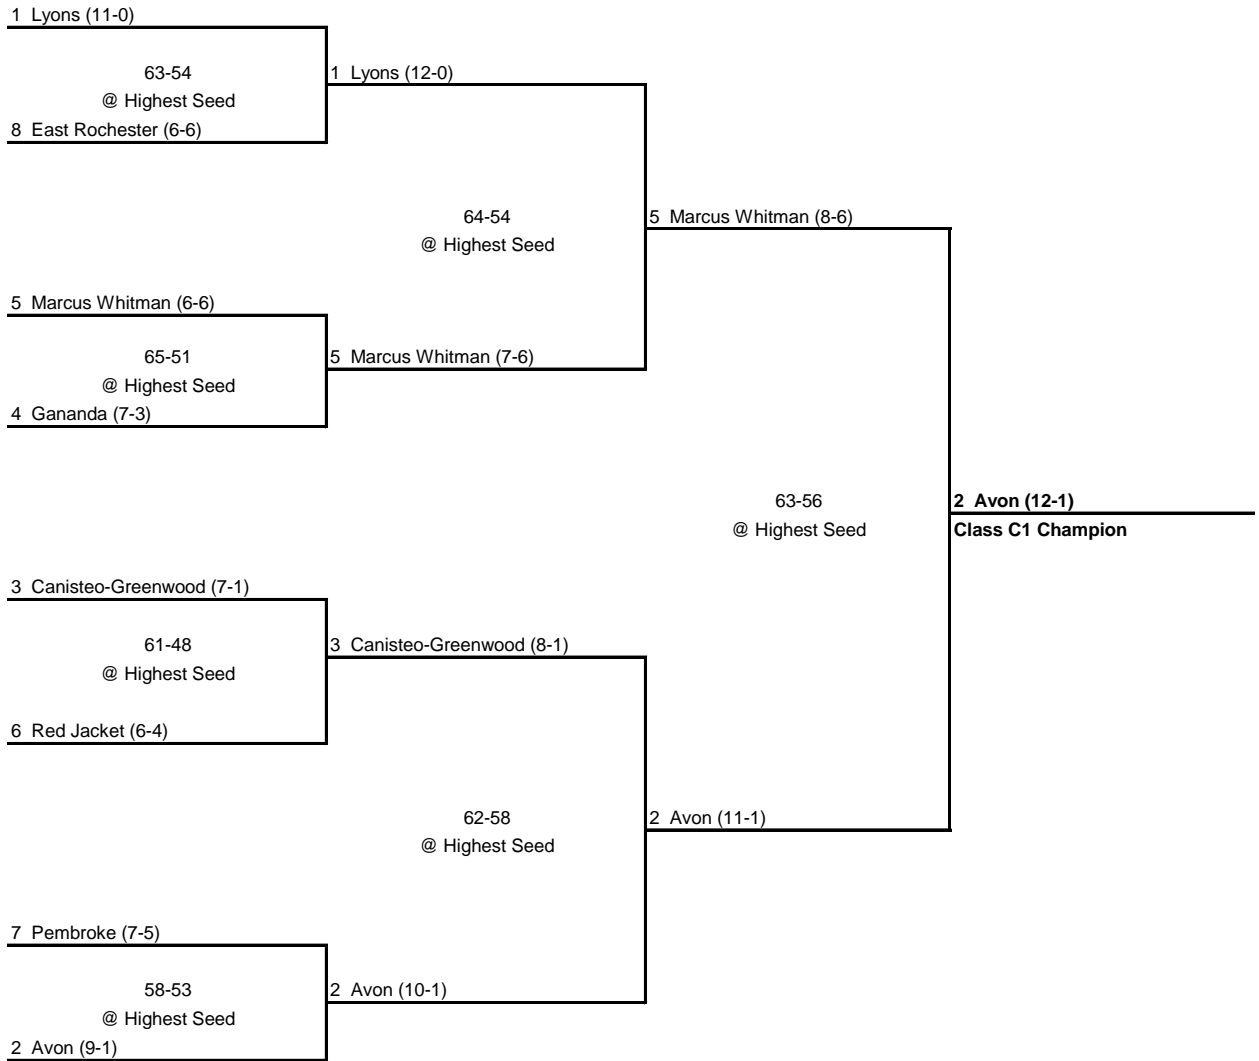 1 Lyons (11-0)
63-54
@ Highest Seed
1 Lyons (12-0)
8 East Rochester (6-6)
64-54
@ Highest Seed
5 Marcus Whitman (8-6)
5 Marcus Whitman (6-6)
65-51
@ Highest Seed
5 Marcus Whitman (7-6)
4 Gananda (7-3)
63-56
@ Highest Seed
2 Avon (12-1)
Class C1 Champion
3 Canisteo-Greenwood (7-1)
61-48
@ Highest Seed
3 Canisteo-Greenwood (8-1)
6 Red Jacket (6-4)
62-58
@ Highest Seed
2 Avon (11-1)
7 Pembroke (7-5)
58-53
@ Highest Seed
2 Avon (10-1)
2 Avon (9-1)